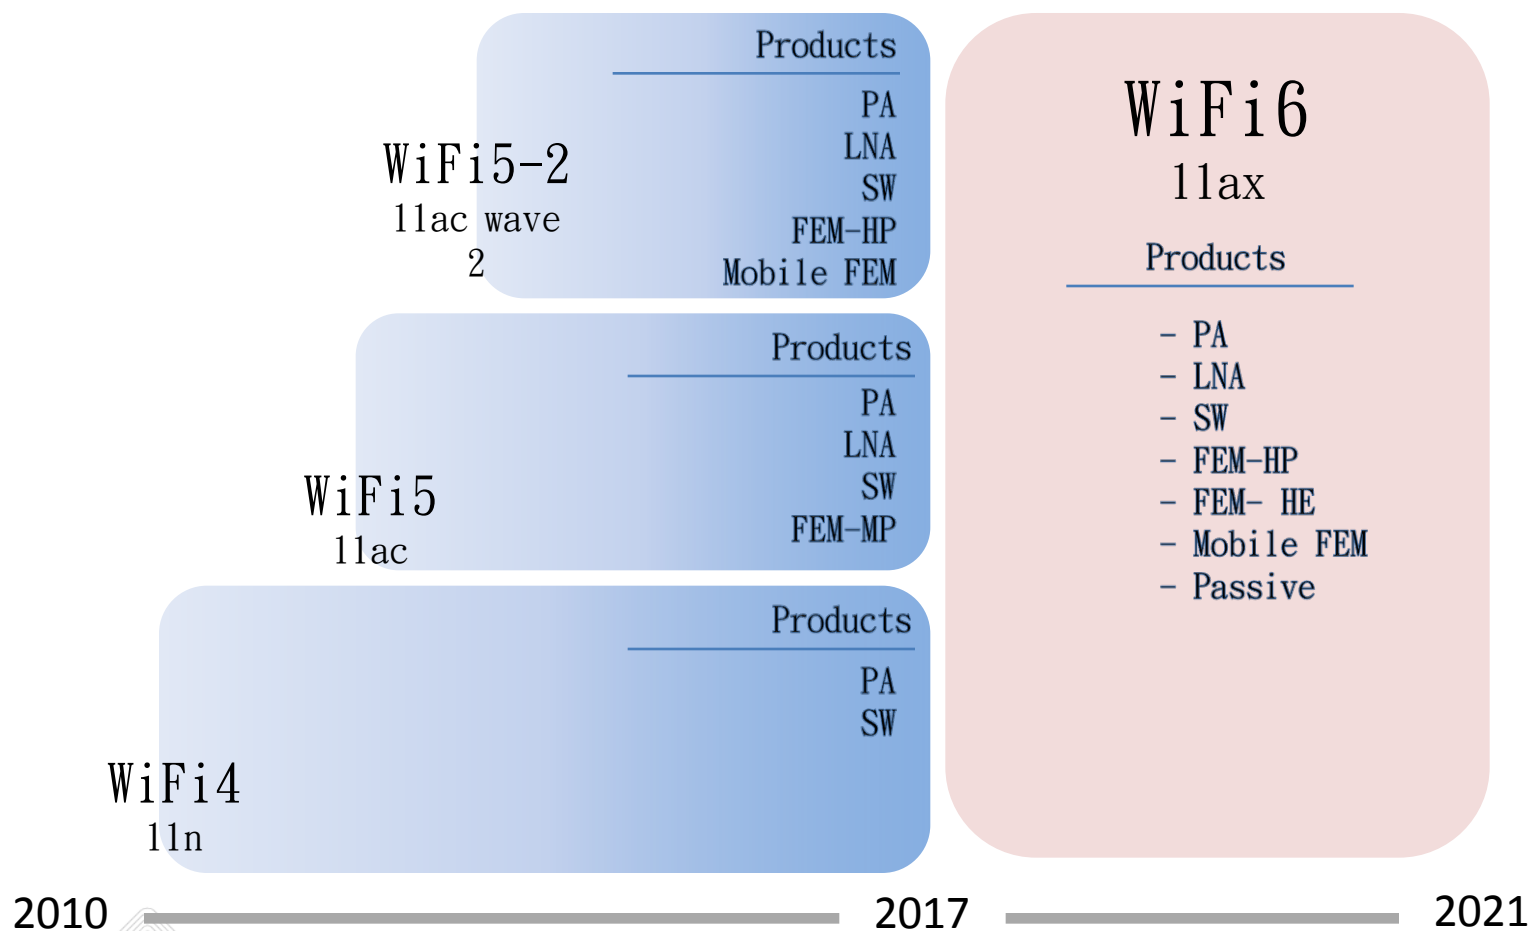 WiFi5-2
11ac wave
2
Products
PA
LNA
SW
FEM-HP
Mobile FEM
WiFi5
11ac
Products
PA
LNA
SW
FEM-MP
WiFi4
11n
Products
PA
SW
WiFi6
11ax
Products
- PA
- LNA
- SW
- FEM-HP
- FEM- HE
- Mobile FEM
- Passive
2010
2017
2021